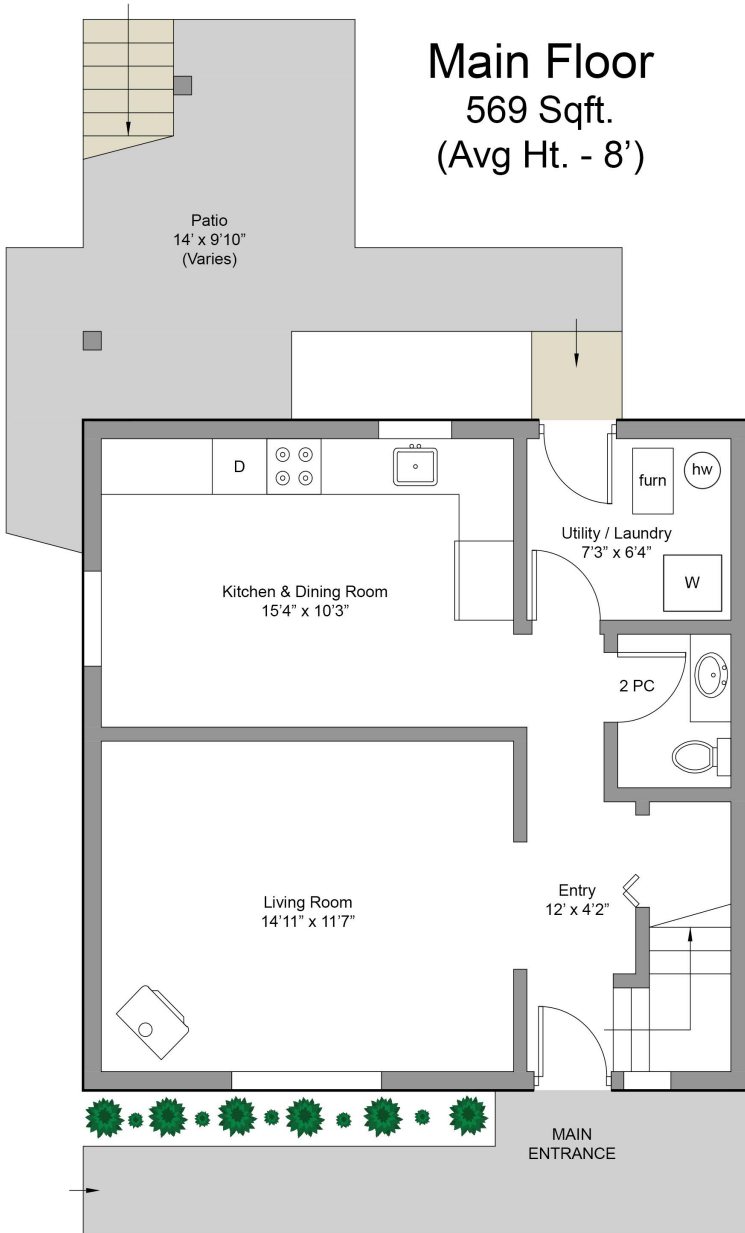 Main Floor
569 Sqft.
(Avg Ht. - 8’)
Patio
14’ x 9’10”
(Varies)
D
furn
hw
Utility / Laundry
7’3” x 6’4”
W
Kitchen & Dining Room
15’4” x 10’3”
2 PC
Living Room
14’11” x 11’7”
Entry
12’ x 4’2”
MAIN
ENTRANCE